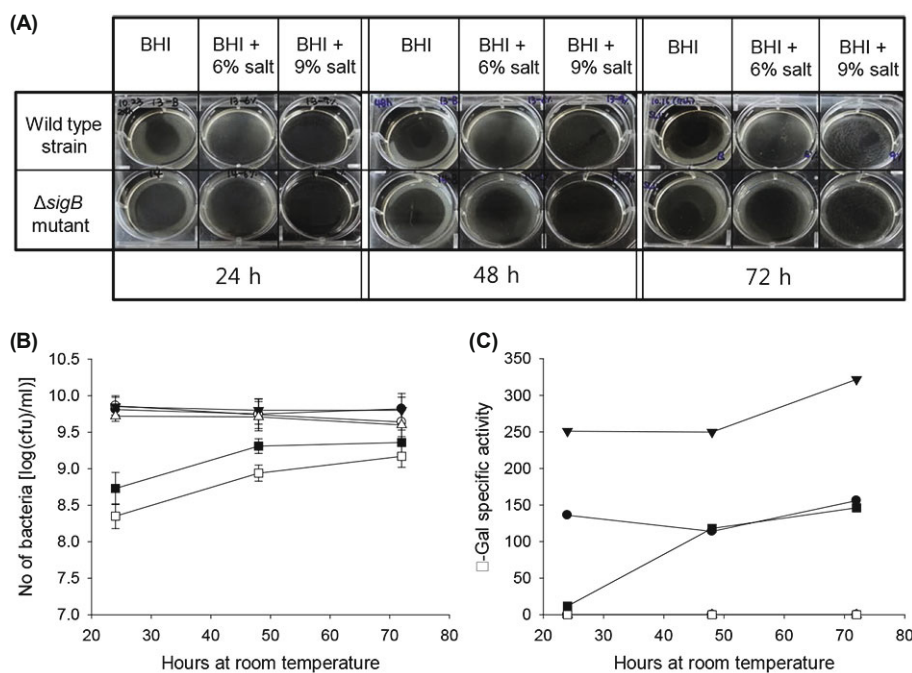 (A)
BHI
BHI +
6% salt
BHI +
9% salt
BHI
BHI +
6% salt
BHI +
9% salt
BHI
BHI +
6% salt
BHI +
9% salt
Wild type
strain
ΔsigB
mutant
24 h
48 h
72 h
(B)
No of bacteria [log(cfu)/ml)]
10.5
10.0
9.5
9.0
8.5
8.0
7.5
7.0
20
30
40
50
60
70
80
Hours at room temperature
(C)
□-Gal specific activity
350
300
250
200
150
100
50
0
20
30
40
50
60
70
80
Hours at room temperature